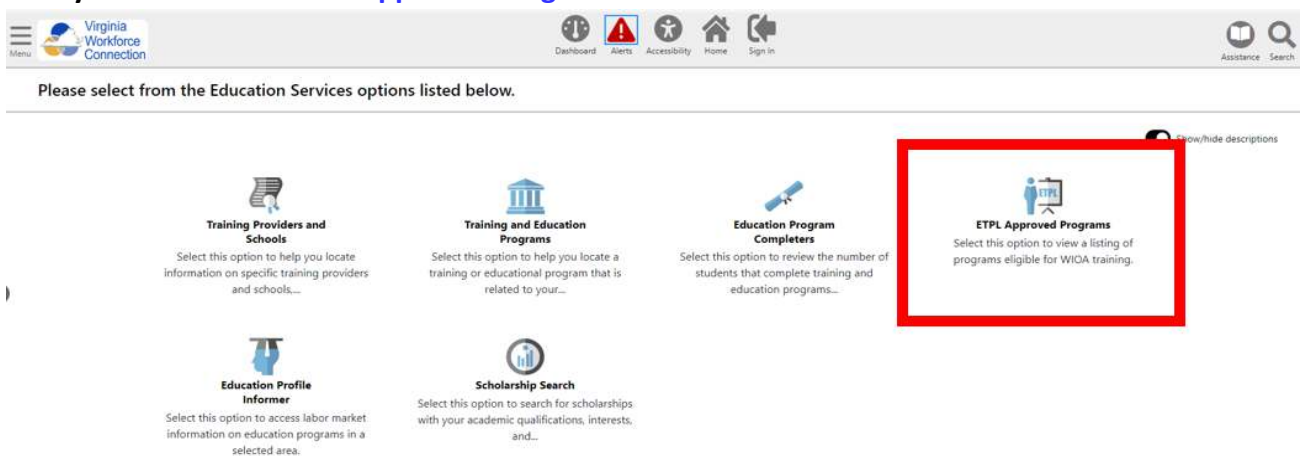 Menu
Virginia
Workforce
Connection
Dashboard Alerts Accessibility Home Sign In
Assistance Search
Please select from the Education Services options listed below.
Show/hide descriptions
Training Providers and
Schools
Select this option to help you locate
information on specific training providers
and schools,...
Training and Education
Programs
Select this option to help you locate a
training or educational program that is
related to your...
Education Program
Completers
Select this option to review the number of
students that complete training and
education programs...
ETPL
ETPL Approved Programs
Select this option to view a listing of
programs eligible for WIOA training.
Education Profile
Informer
Select this option to access labor market
information on education programs in a
selected area.
Scholarship Search
Select this option to search for scholarships
with your academic qualifications, interests,
and...